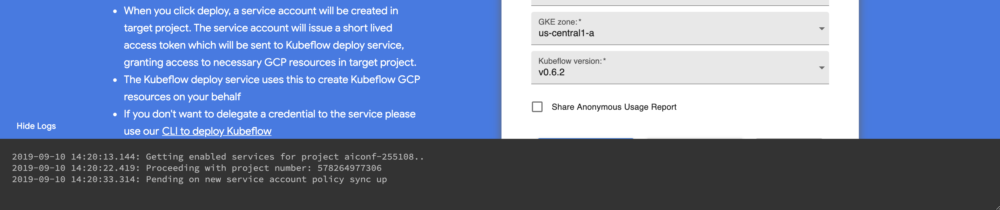 • When you click deploy, a service account will be created in
target project. The service account will issue a short lived
access token which will be sent to Kubeflow deploy service,
granting access to necessary GCP resources in target project.
• The Kubeflow deploy service uses this to create Kubeflow GCP
resources on your behalf
• If you don't want to delegate a credential to the service please
use our CLI to deploy Kubeflow
Hide Logs
GKE zone:*
us-central1-a
Kubeflow version:*
v0.6.2
Share Anonymous Usage Report
2019-09-10 14:20:13.144: Getting enabled services for project aiconf-255108..
2019-09-10 14:20:22.419: Proceeding with project number: 578264977306
2019-09-10 14:20:33.314: Pending on new service account policy sync up